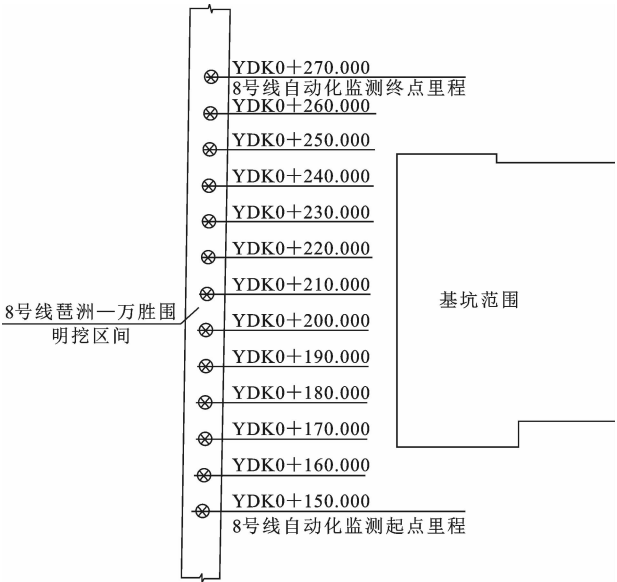 YDK0+270.000
8号线自动化监测终点里程
YDK0+260.000
YDK0+250.000
YDK0+240.000
YDK0+230.000
YDK0+220.000
YDK0+210.000
8号线琶洲—万胜围
明挖区间
基坑范围
YDK0+200.000
YDK0+190.000
YDK0+180.000
YDK0+170.000
YDK0+160.000
YDK0+150.000
8号线自动化监测起点里程